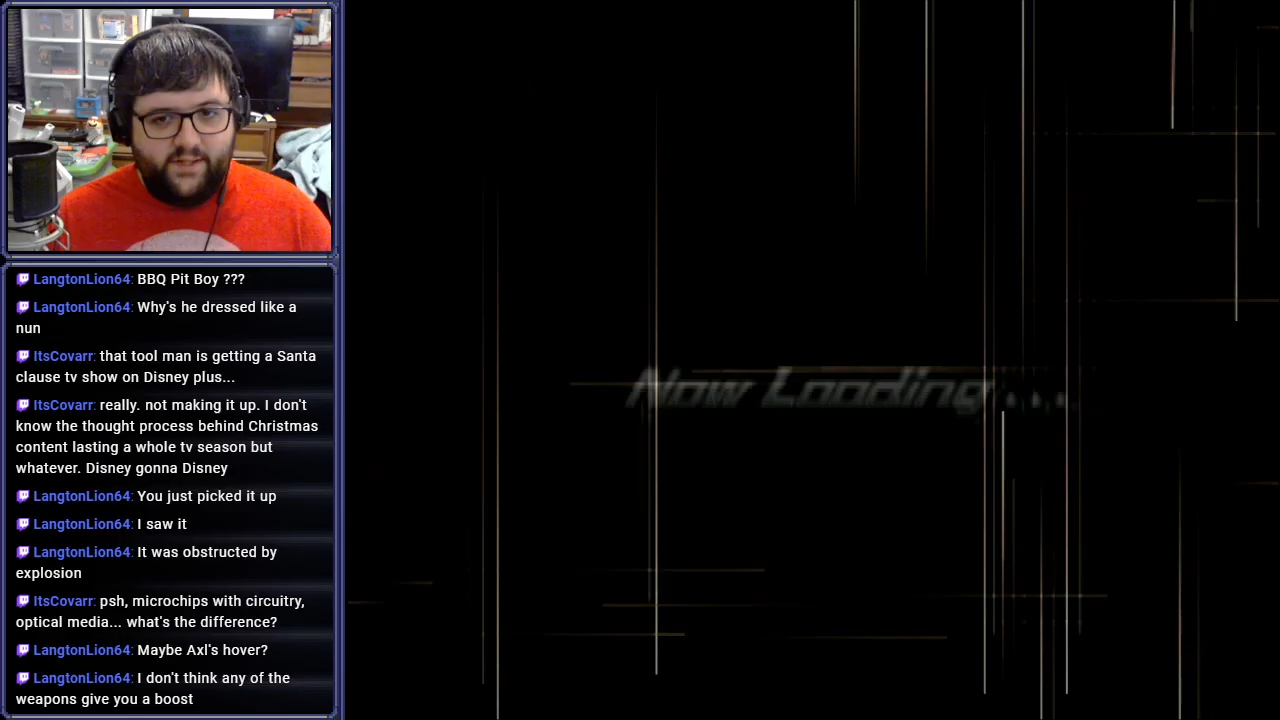 LangtonLion64: BBQ Pit Boy ???
LangtonLion64: Why's he dressed like a
nun
ItsCovarr: that tool man is getting a Santa
clause tv show on Disney plus...
ItsCovarr: really. not making it up. I don't
know the thought process behind Christmas
content lasting a whole tv season but
whatever. Disney gonna Disney
LangtonLion64: You just picked it up
LangtonLion64: I saw it
LangtonLion64: It was obstructed by
explosion
ItsCovarr: psh, microchips with circuitry,
optical media... what's the difference?
LangtonLion64: Maybe Axl's hover?
LangtonLion64: I don't think any of the
weapons give you a boost
Now Loading...